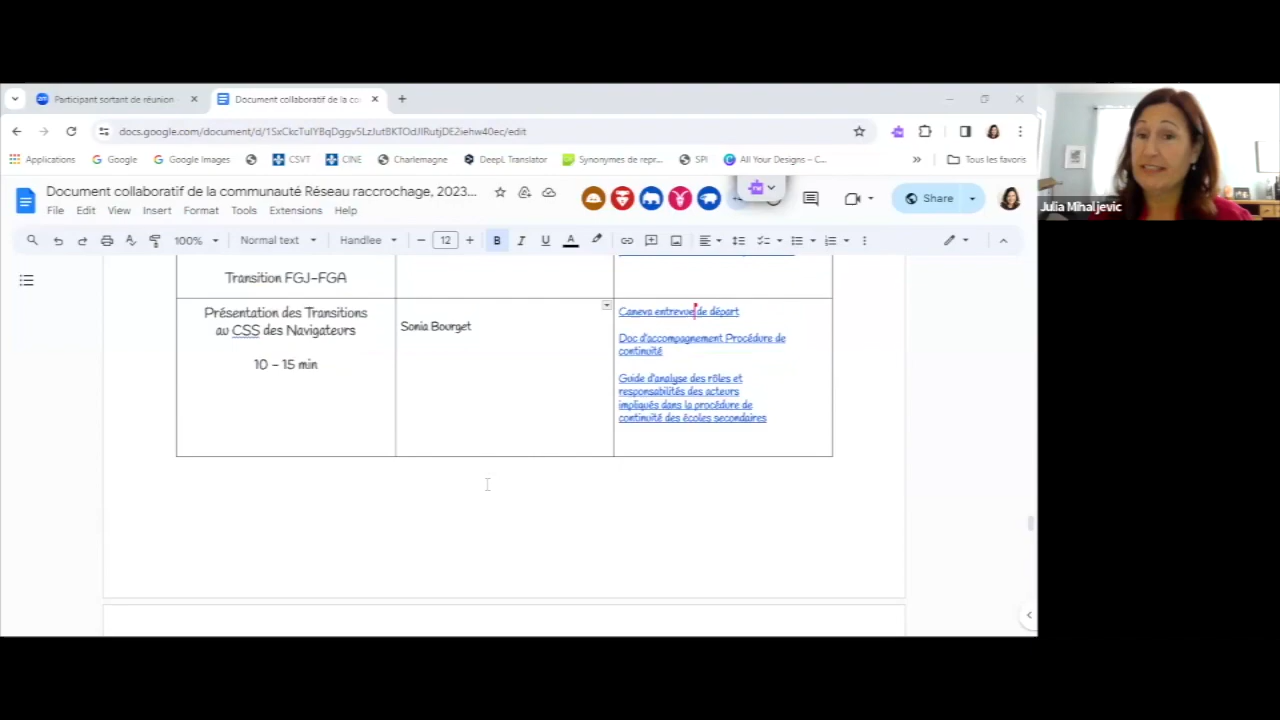 Participant sortant de réunion
Document collaboratif de la co
docs.google.com/document/d/
/edit
Applications
Google
Google Images
CSVT
CINE
Charlemagne
DeepL Translator
Synonymes de repr...
SPI
All Your Designs – C...
Tous les favoris
Document collaboratif de la communauté Réseau raccrochage, 2023...
Share
File Edit View Insert Format Tools Extensions Help
100% Normal text Handlee 12
Transition FGJ-FGA
Présentation des Transitions
au CSS des Navigateurs
10 - 15 min
Sonia Bourget
Caneva entrevue de départ
Doc d'accompagnement Procédure de
continuité
Guide d'analyse des rôles et
responsabilités des acteurs
impliqués dans la procédure de
continuité des écoles secondaires
Julia Mihaljevic